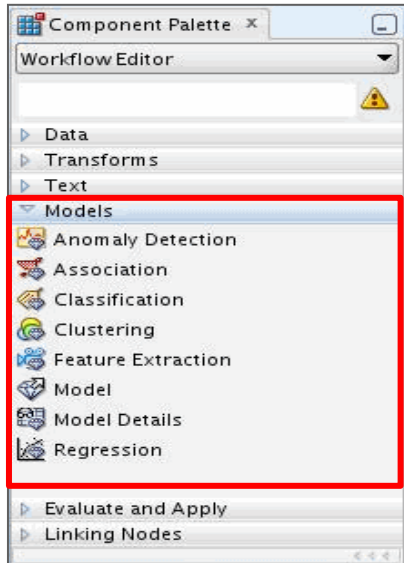 Component Palette x
Workflow Editor
Data
Transforms
Text
Models
Anomaly Detection
Association
Classification
Clustering
Feature Extraction
Model
Model Details
Regression
Evaluate and Apply
Linking Nodes